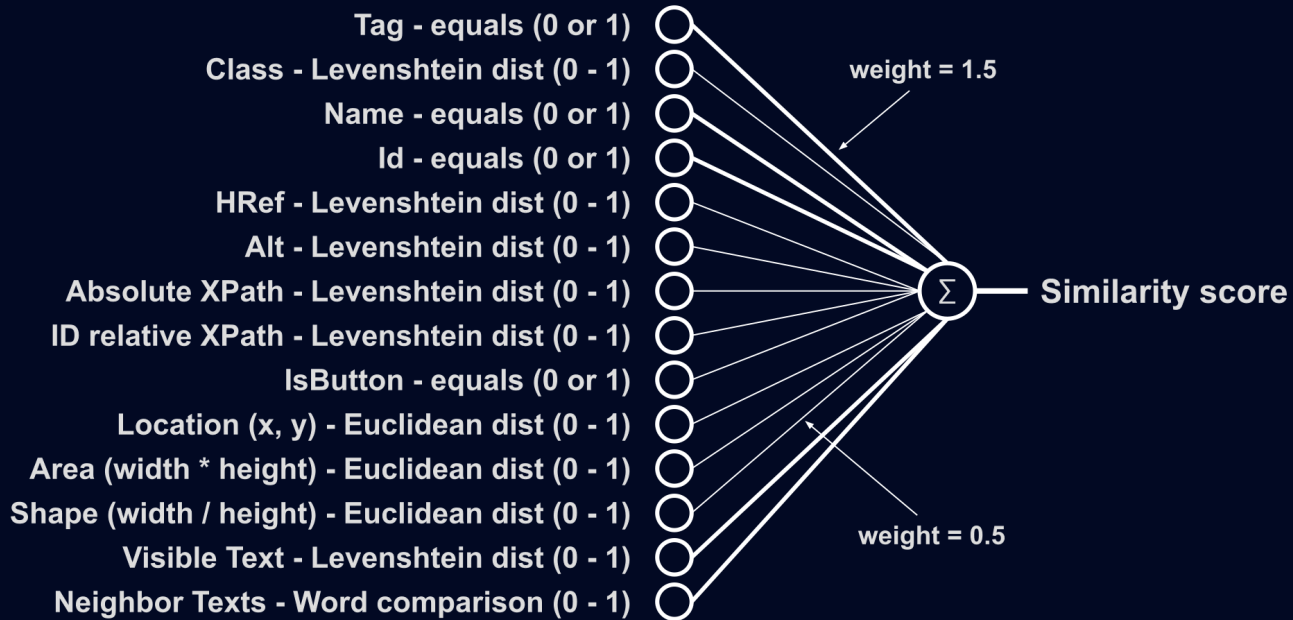 Tag - equals (0 or 1)
Class - Levenshtein dist (0 - 1)
weight = 1.5
Name - equals (0 or 1)
Id - equals (0 or 1)
HRef - Levenshtein dist (0 - 1)
Alt - Levenshtein dist (0 - 1)
Absolute XPath - Levenshtein dist (0 - 1)
Σ
Similarity score
ID relative XPath - Levenshtein dist (0 - 1)
IsButton - equals (0 or 1)
Location (x, y) - Euclidean dist (0 - 1)
Area (width * height) - Euclidean dist (0 - 1)
Shape (width / height) - Euclidean dist (0 - 1)
weight = 0.5
Visible Text - Levenshtein dist (0 - 1)
Neighbor Texts - Word comparison (0 - 1)